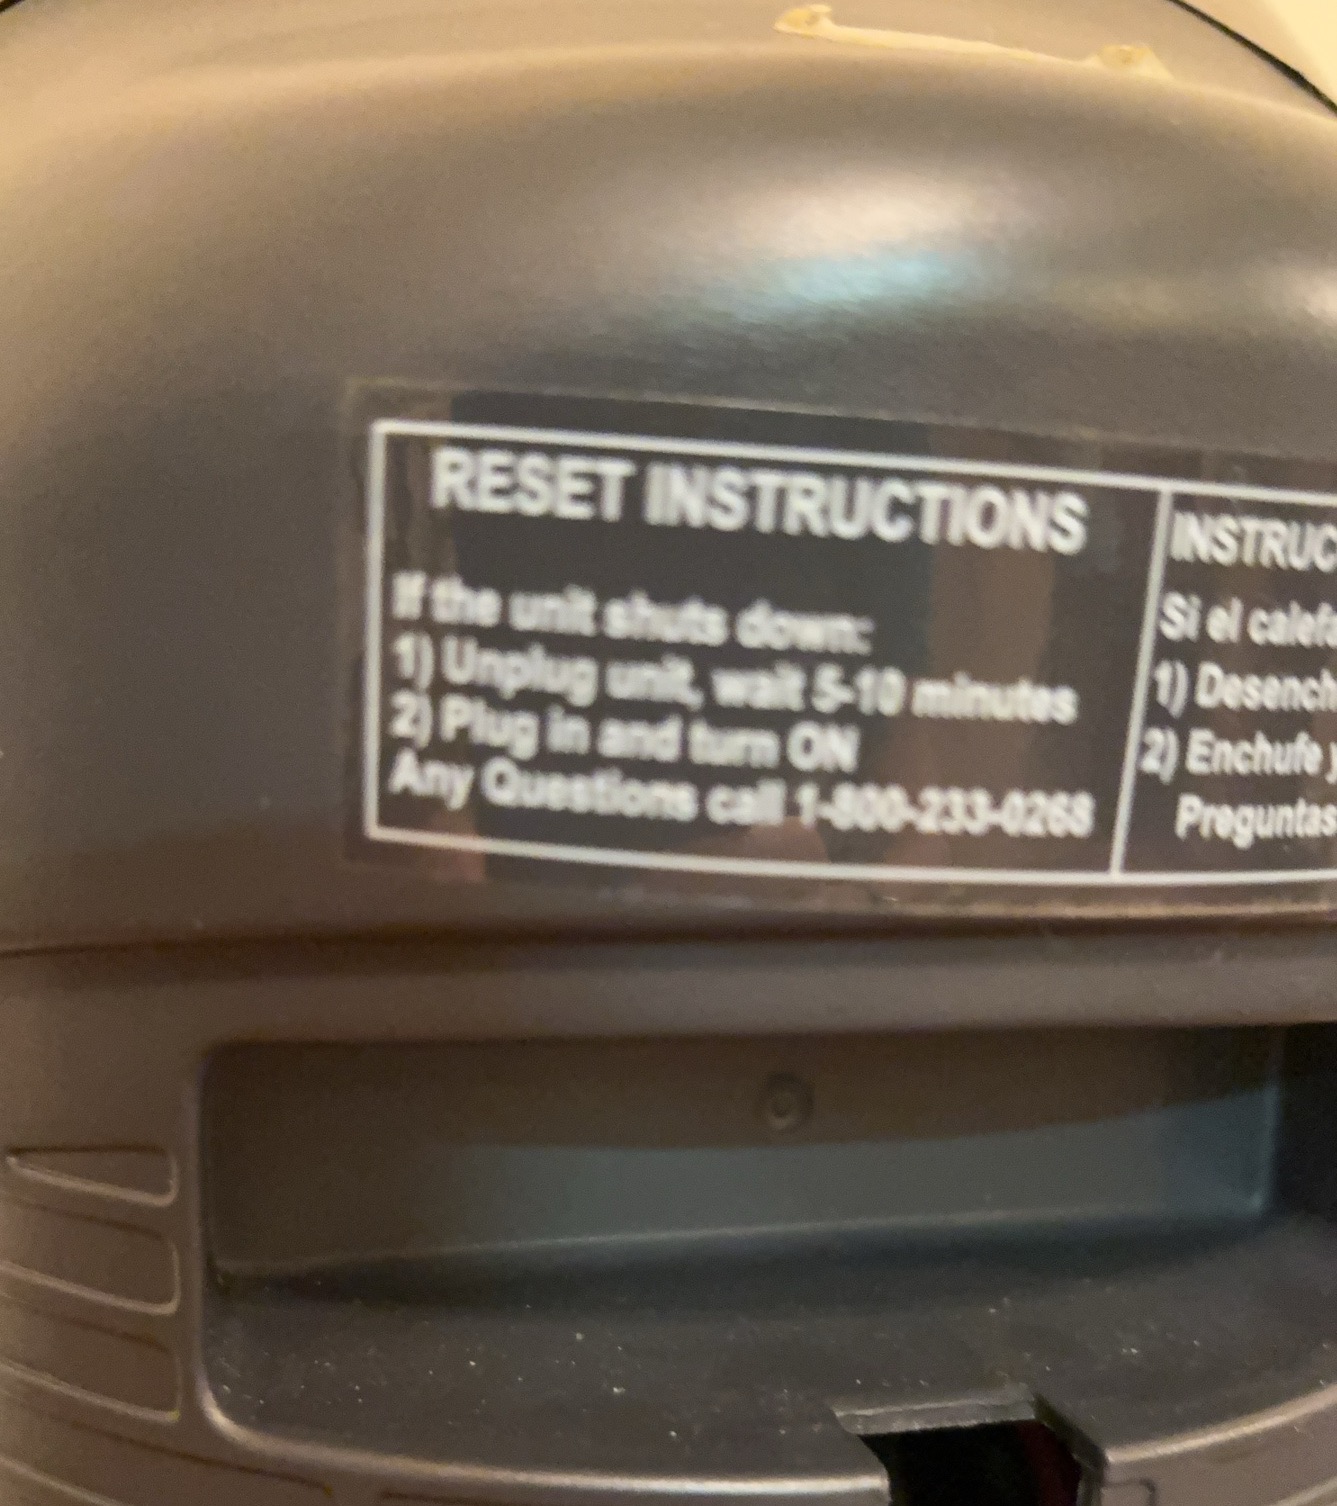 RESET INSTRUCTIONS
If the unit shuts down:
1) Unplug unit, wait 5-10 minutes
2) Plug in and turn ON
Any Questions call 1-800-233-0268
INSTRUC
Si el calefa
1) Desench
2) Enchufe y
Preguntas